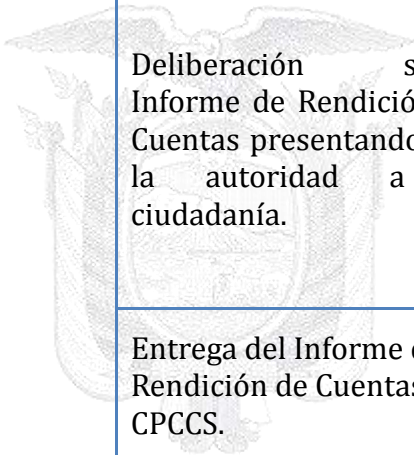 Deliberación s
Informe de Rendició
Cuentas presentando
la autoridad a
ciudadanía.
Entrega del Informe
Rendición de Cuentas
CPCCS.